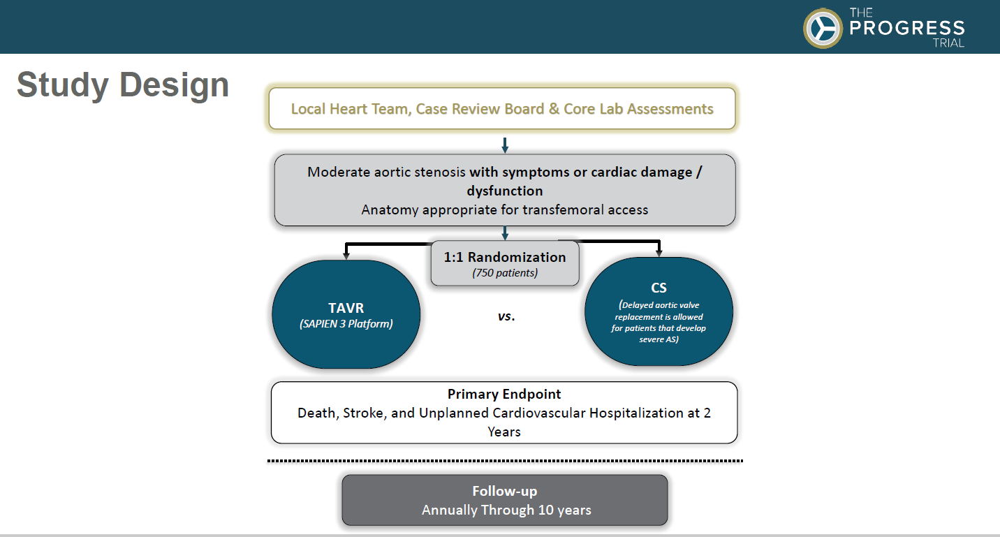 THE
PROGRESS
TRIAL
Study Design
Local Heart Team, Case Review Board & Core Lab Assessments
Moderate aortic stenosis with symptoms or cardiac damage /
dysfunction
Anatomy appropriate for transfemoral access
1:1 Randomization
(750 patients)
TAVR
(SAPIEN 3 Platform)
vs.
CS
(Delayed aortic valve
replacement is allowed
for patients that develop
severe AS)
Primary Endpoint
Death, Stroke, and Unplanned Cardiovascular Hospitalization at 2
Years
Follow-up
Annually Through 10 years